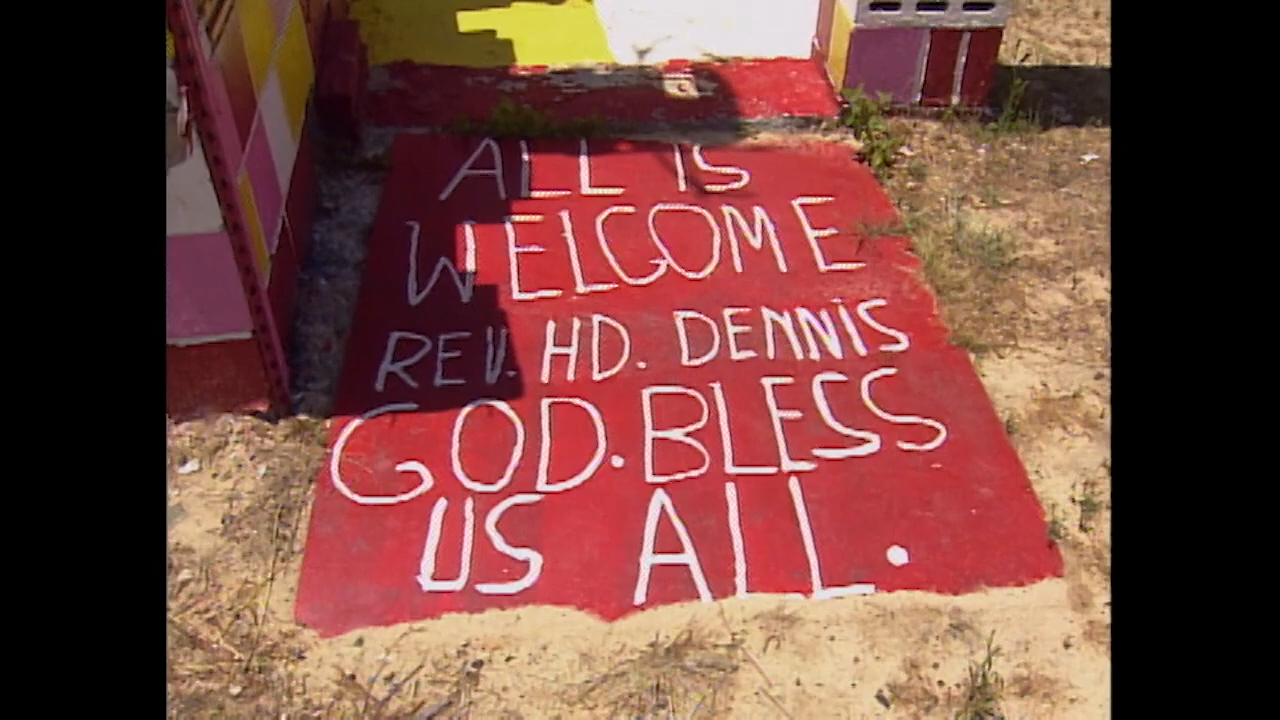 ALL IS
WELCOME
REV. HD. DENNIS
GOD. BLESS
US ALL.